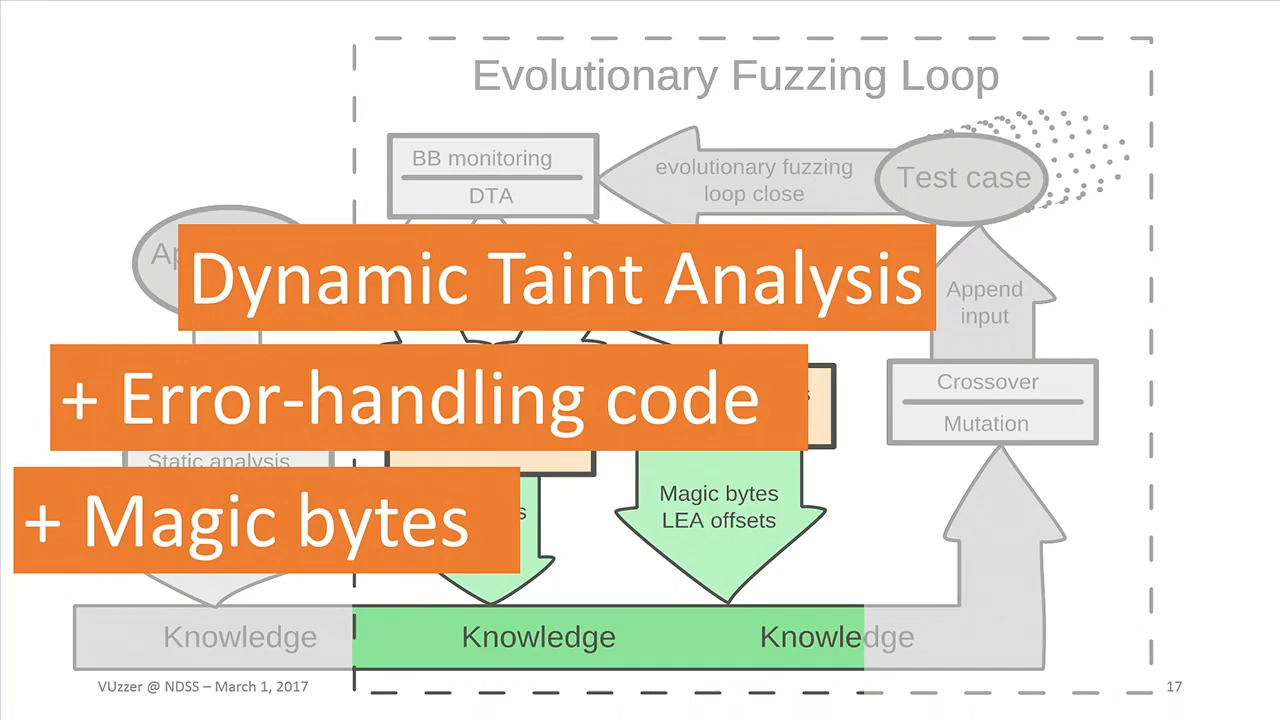 Evolutionary Fuzzing Loop
BB monitoring
DTA
evolutionary fuzzing
loop close
Test case
Dynamic Taint Analysis
Append
input
+ Error-handling code
Crossover
Mutation
Static analysis
+ Magic bytes
Magic bytes
LEA offsets
Knowledge
Knowledge
Knowledge
VUzzer @ NDSS – March 1, 2017
17